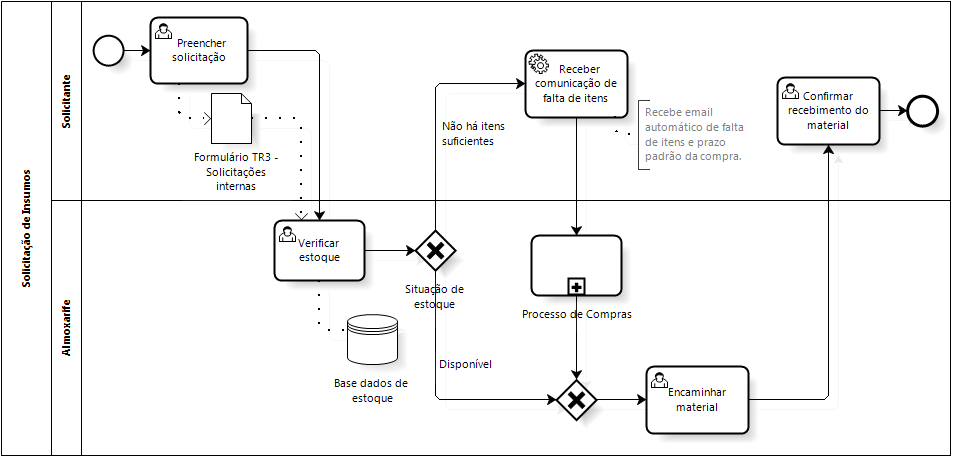 Solicitação de Insumos
Solicitante
Preencher
solicitação
Formulário TR3 -
Solicitações
internas
Não há itens
suficientes
Receber
comunicação de
falta de itens
Recebe email
automático de falta
de itens e prazo
padrão da compra.
Confirmar
recebimento do
material
Almoxarife
Verificar
estoque
Situação de
estoque
Base dados de
estoque
Disponível
Processo de Compras
Encaminhar
material